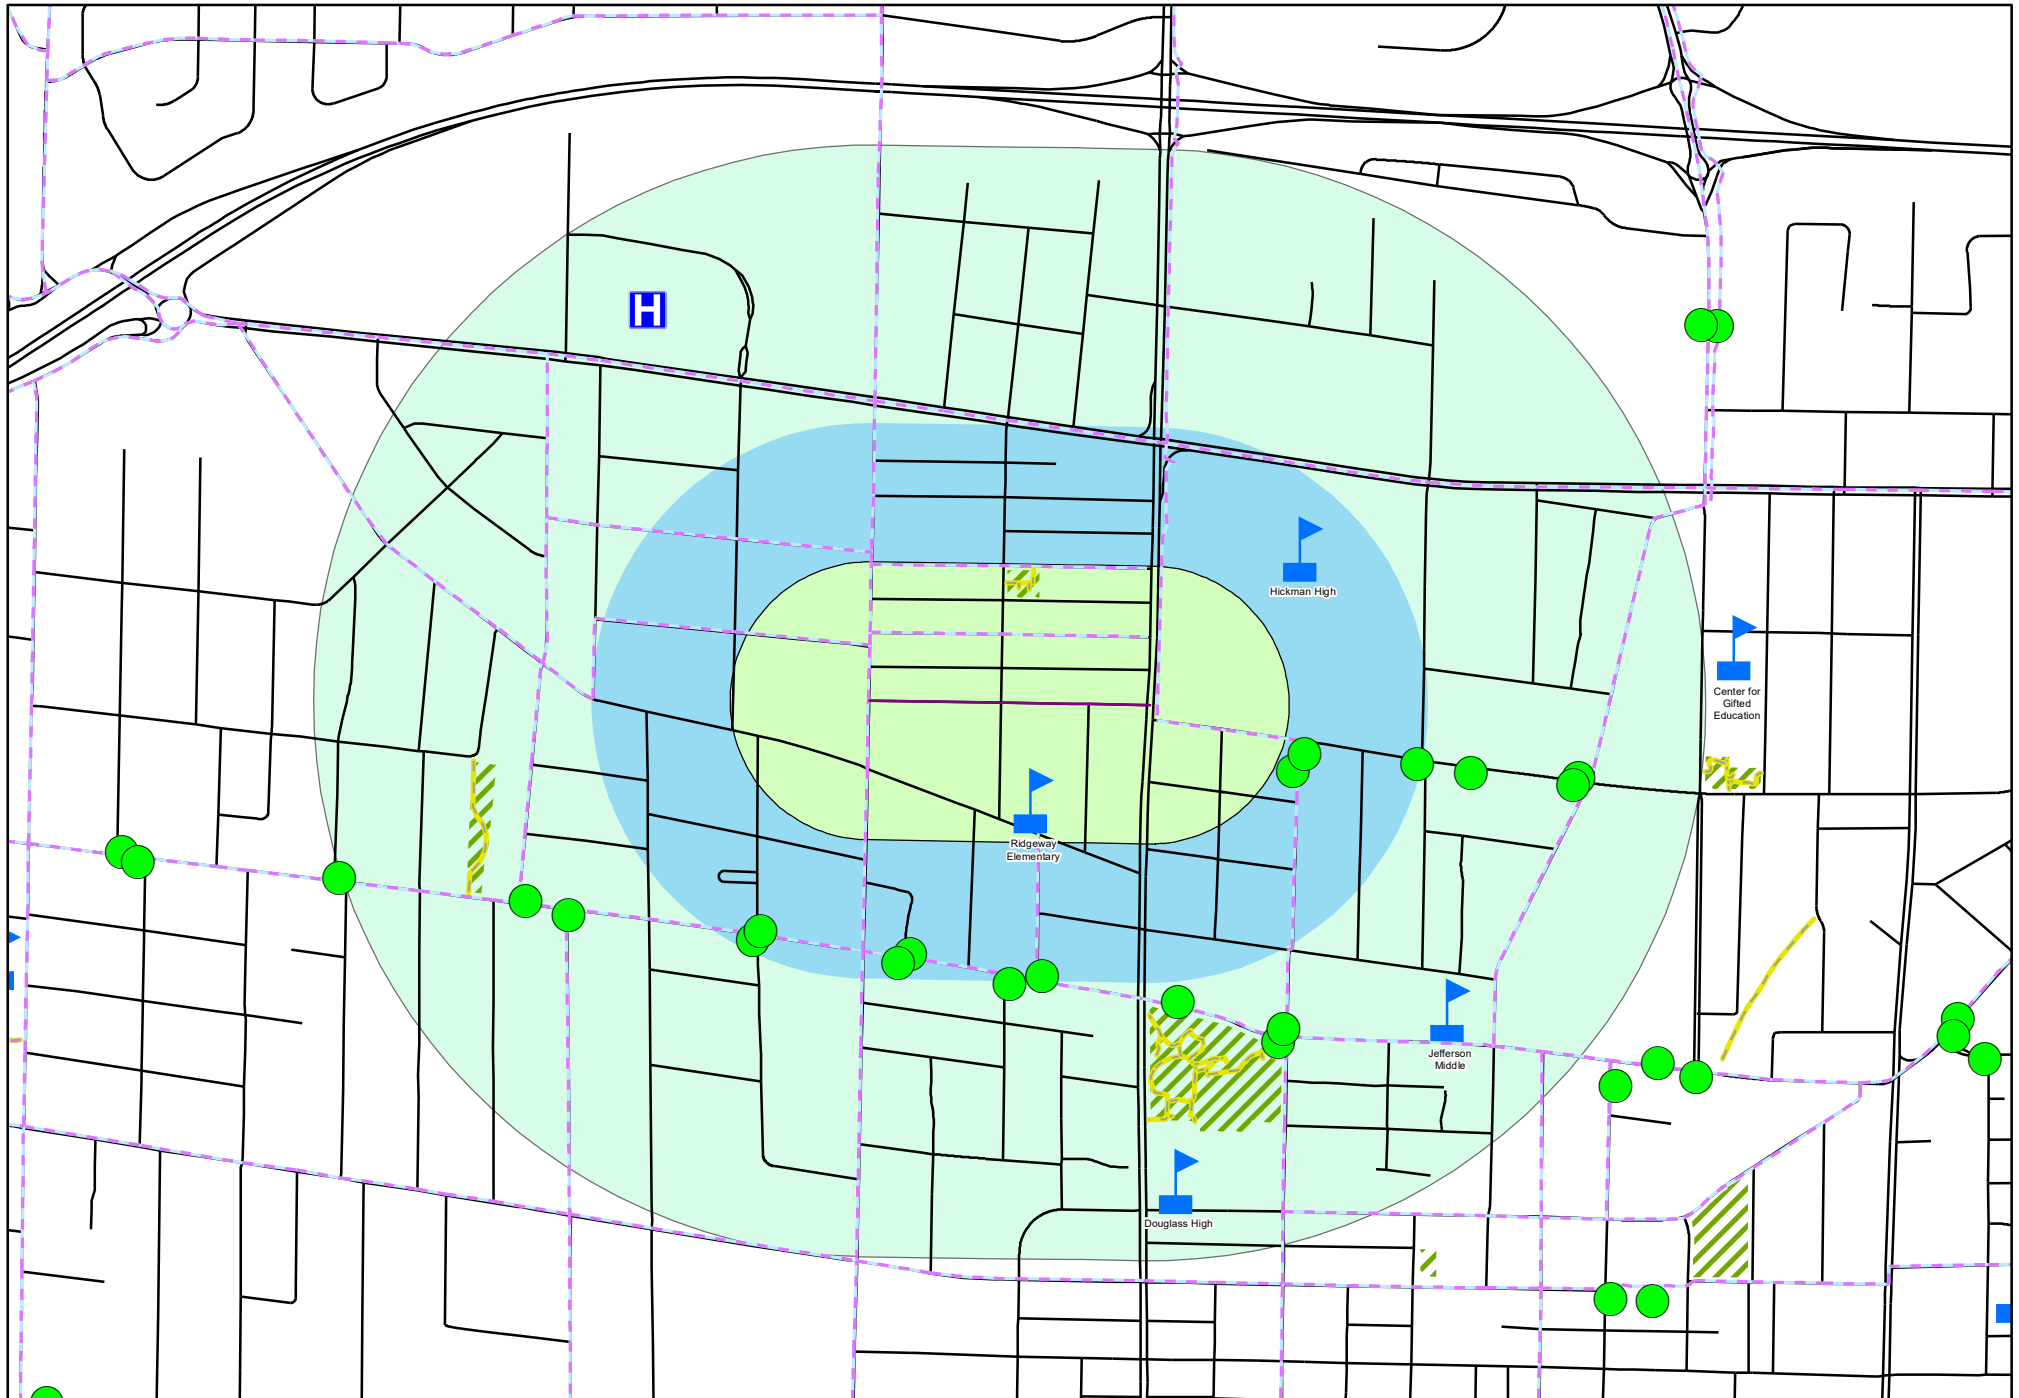 H
Hickman High
Center for
Gifted
Education
Ridgeway
Elementary
Jefferson
Middle
Douglass High